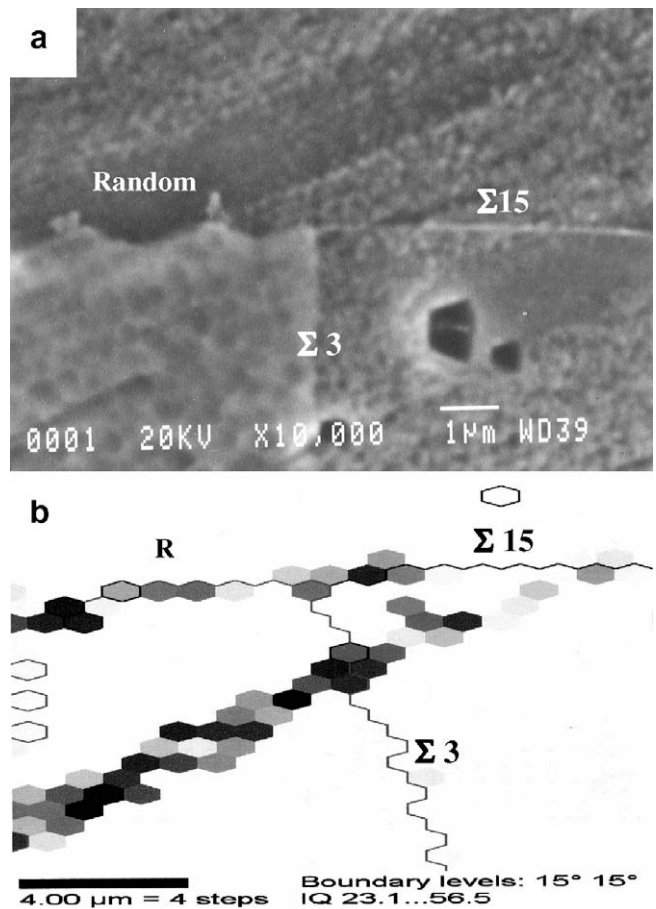 a
Random
Σ15
Σ 3
0001 20KV X10,000 1μm WD39
b
R
Σ 15
Σ 3
4.00 μm = 4 steps
Boundary levels: 15° 15°
IQ 23.1...56.5